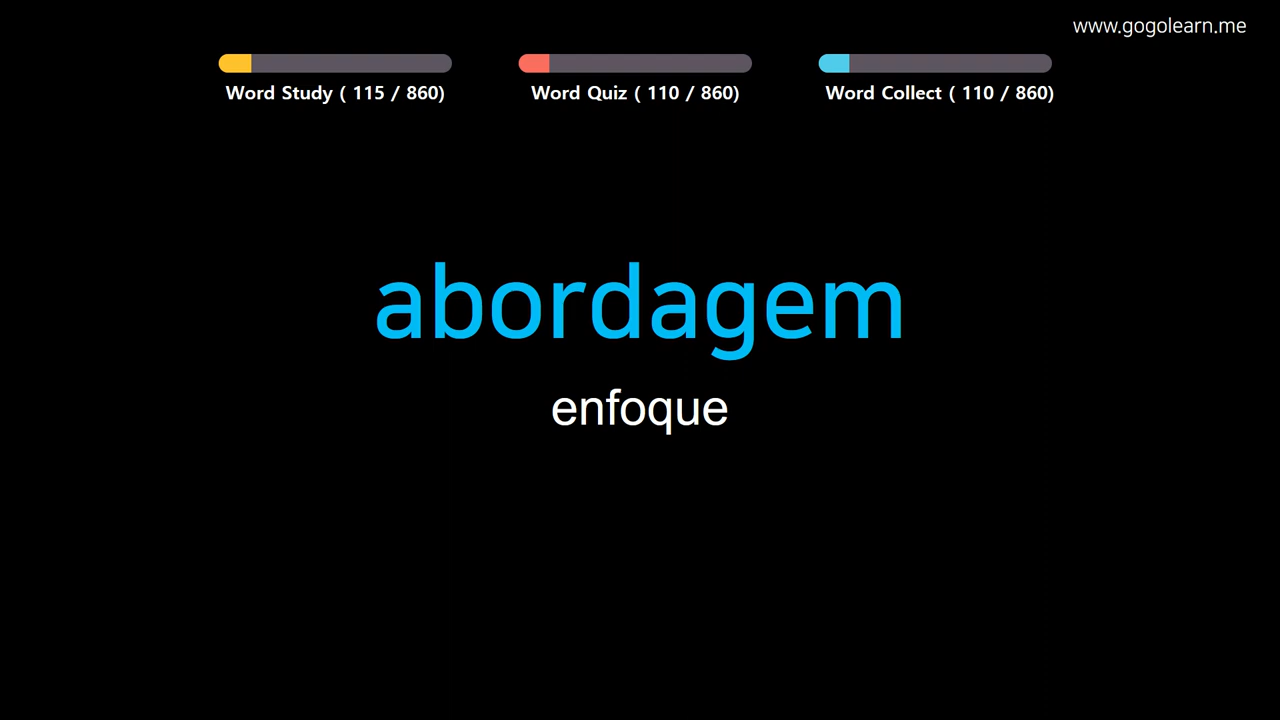 www.gogolearn.me
Word Study ( 115 / 860)
Word Quiz ( 110 / 860)
Word Collect ( 110 / 860)
abordagem
enfoque